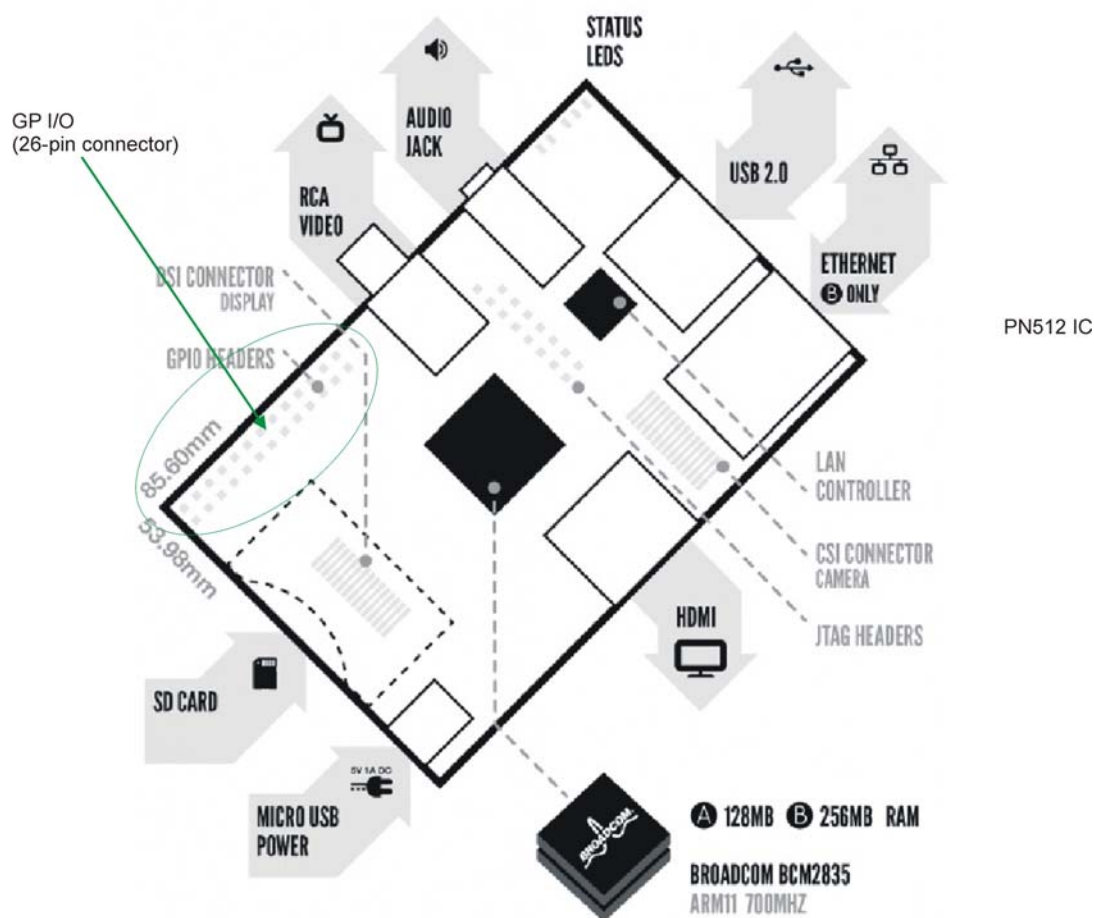 STATUS
LEDS
GP I/O
(26-pin connector)
AUDIO
JACK
USB 2.0
RCA
VIDEO
ETHERNET
B ONLY
DSI CONNECTOR
DISPLAY
PN512 IC
GPIO HEADERS
85.60mm
53.98mm
LAN
CONTROLLER
CSI CONNECTOR
CAMERA
HDMI
JTAG HEADERS
SD CARD
5V 1A DC
MICRO USB
POWER
BROADCOM
A 128MB B 256MB RAM
BROADCOM BCM2835
ARM11 700MHZ